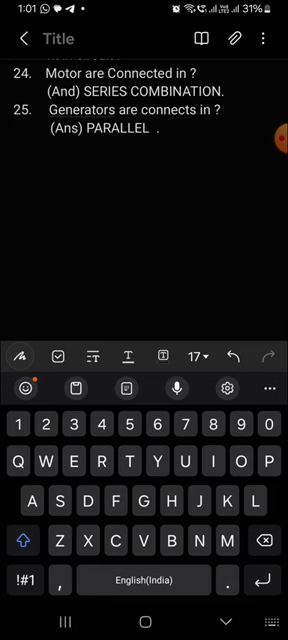 1:01
31%
Title
24. Motor are Connected in ?
(And) SERIES COMBINATION.
25. Generators are connects in ?
(Ans) PARALLEL .
17
1 2 3 4 5 6 7 8 9 0
Q W E R T Y U I O P
A S D F G H J K L
Z X C V B N M
!#1 , English(India) .